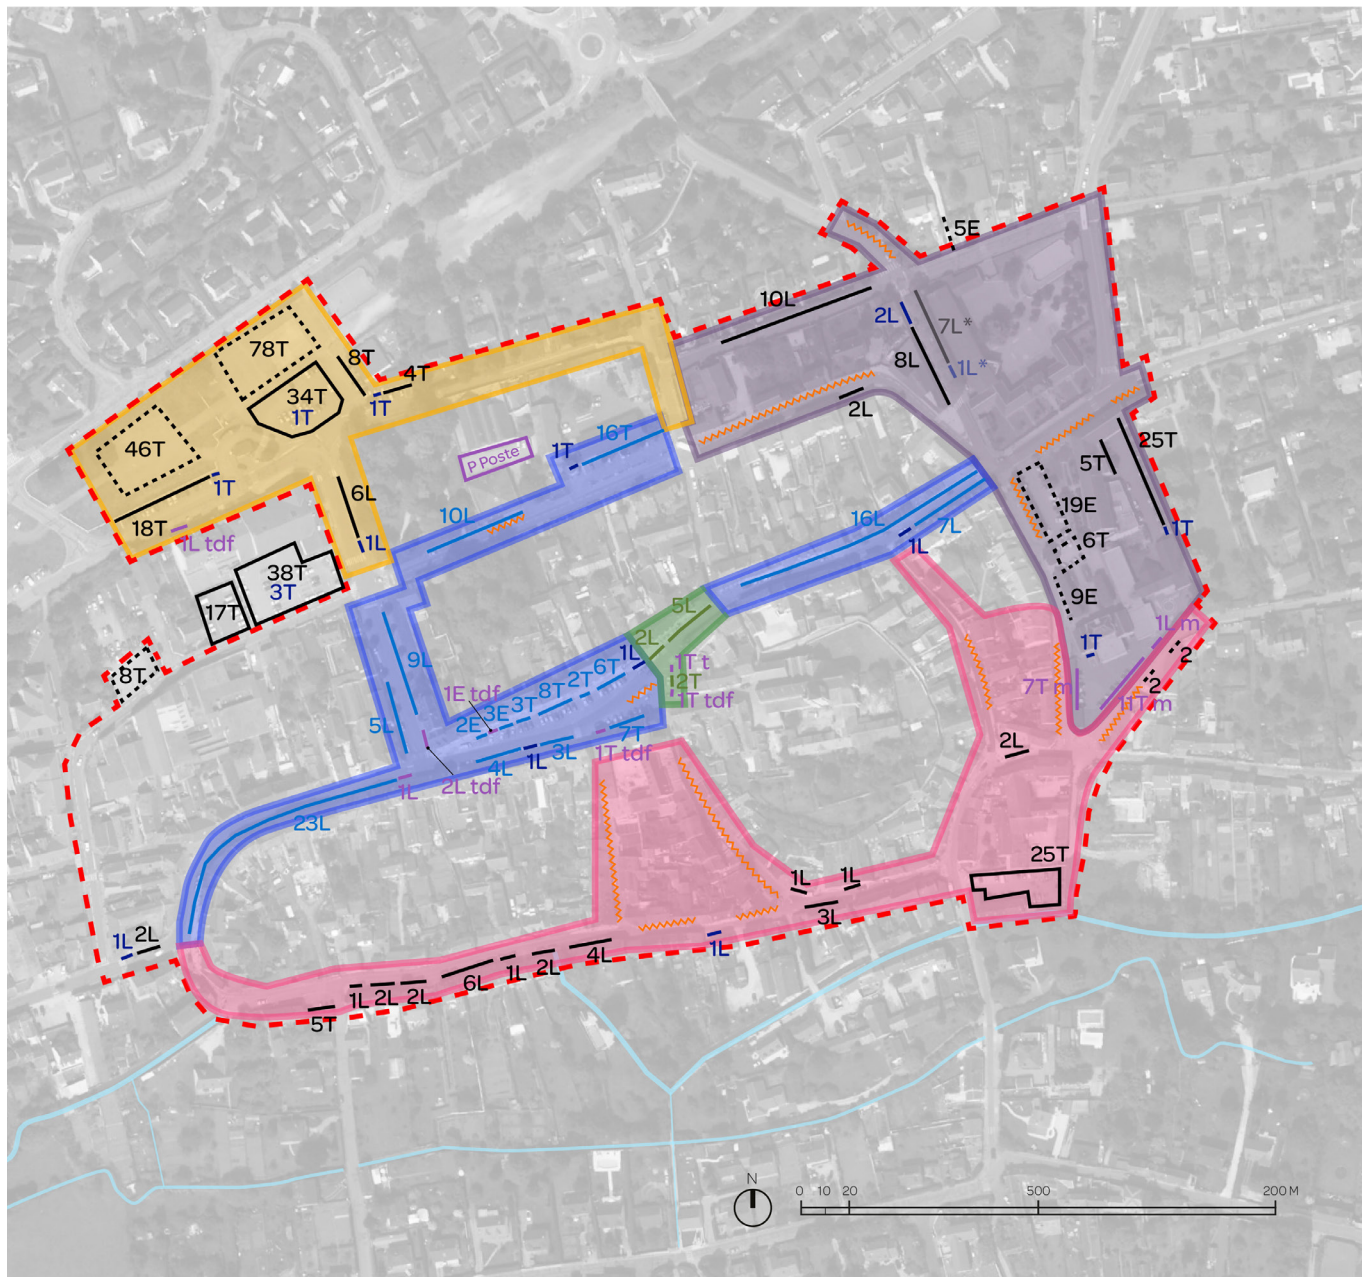 5E
10L
2L
7L*
8L
1L*
2L
78T
8T
4T
34T
1T
1T
46T
1T
18T
1L tdf
6L
1L
P Poste
1T
16T
10L
38T
3T
17T
8T
25T
5T
19E
6T
1T
9E
1T
1L m
2
2
7T m
11T m
16L
7L
1L
5L
2L
1L
1T t
2T
1T tdf
9L
5L
1E tdf
2E
3E
3T
8T
2T
6T
4L
1L
3L
7T
1T tdf
2L tdf
1L
23L
2L
25T
1L
1L
3L
1L
2L
1L
5T
1L
2L
2L
6L
1L
2L
4L
N
0 10 20 500 200 M